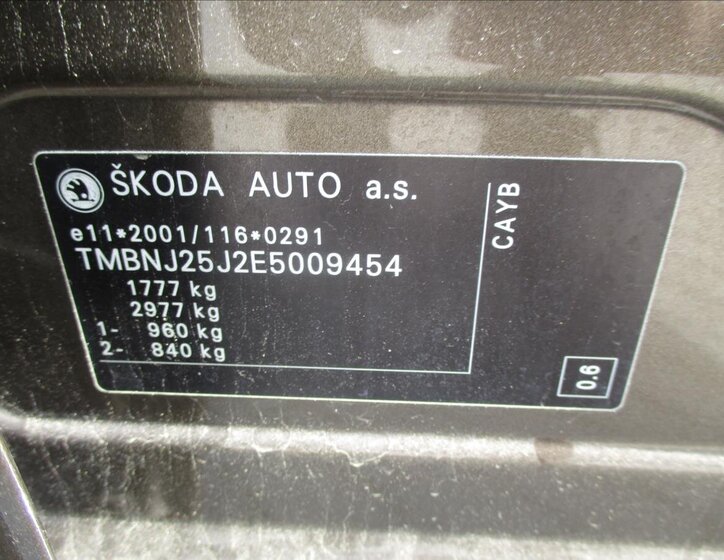 ŠKODA AUTO a.s.
e11*2001/116*0291
TMBNJ25J2E5009454
1777 kg
2977 kg
1- 960 kg
2- 840 kg
CAYB
0.6